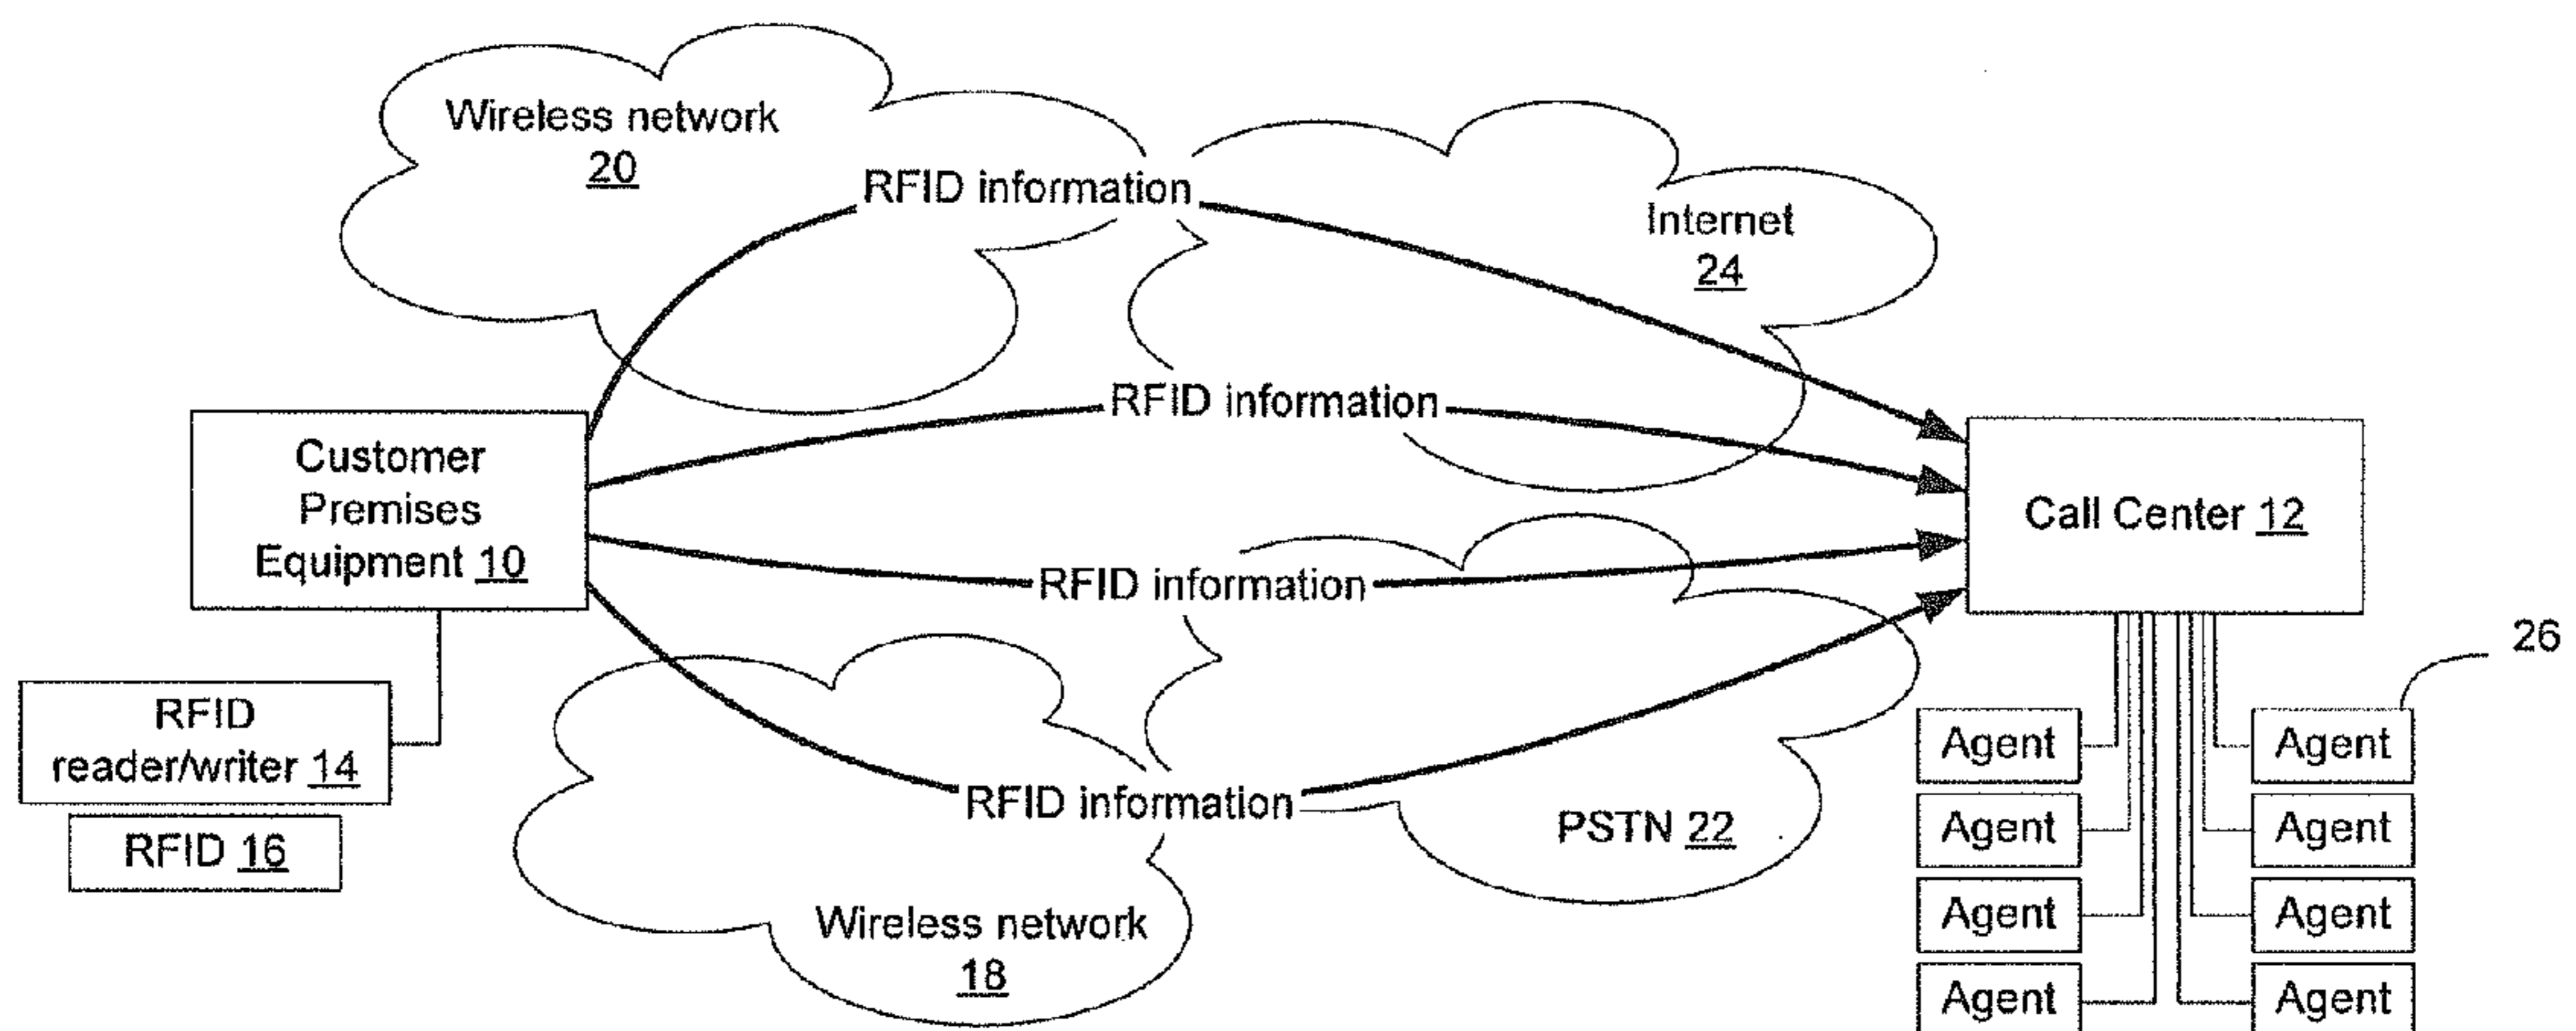 Wireless network
20
RFID information
Internet
24
RFID information
Customer
Premises
Equipment 10
Call Center 12
RFID information
26
RFID
reader/writer 14
Agent
Agent
RFID information
PSTN 22
Agent
Agent
RFID 16
Wireless network
18
Agent
Agent
Agent
Agent